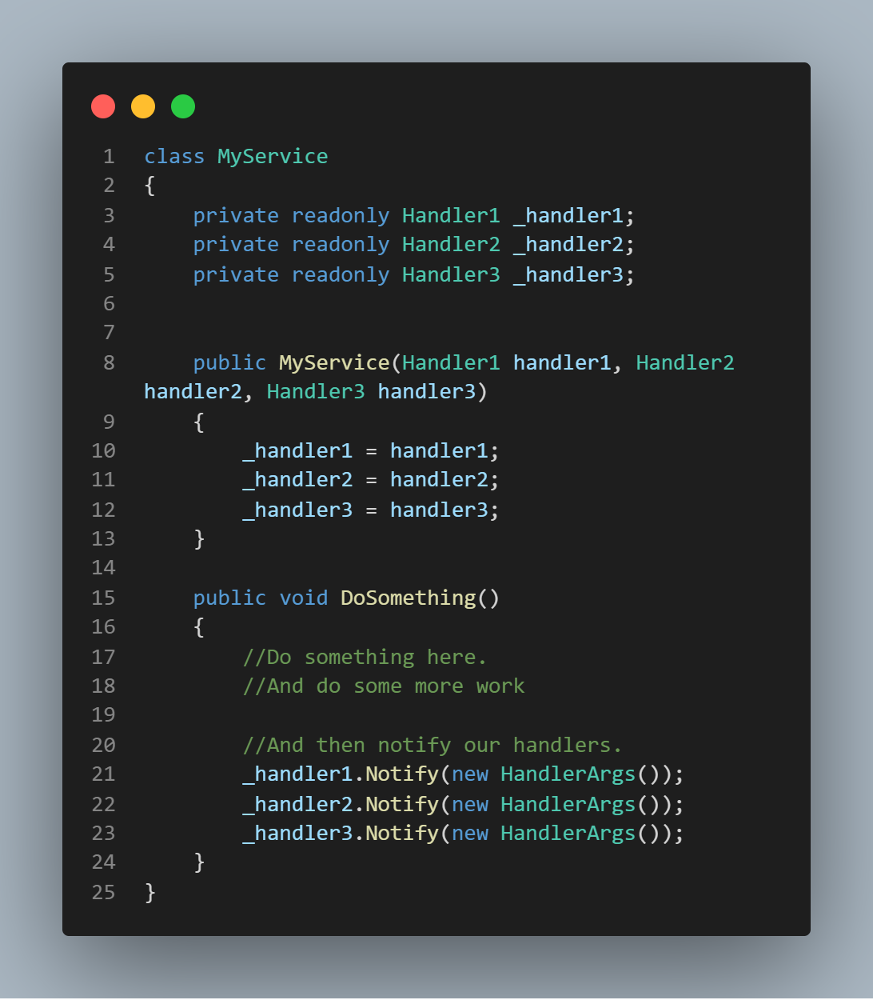 1 class MyService
2 {
3     private readonly Handler1 _handler1;
4     private readonly Handler2 _handler2;
5     private readonly Handler3 _handler3;
6
7
8     public MyService(Handler1 handler1, Handler2
handler2, Handler3 handler3)
9     {
10         _handler1 = handler1;
11         _handler2 = handler2;
12         _handler3 = handler3;
13     }
14
15     public void DoSomething()
16     {
17         //Do something here.
18         //And do some more work
19
20         //And then notify our handlers.
21         _handler1.Notify(new HandlerArgs());
22         _handler2.Notify(new HandlerArgs());
23         _handler3.Notify(new HandlerArgs());
24     }
25 }